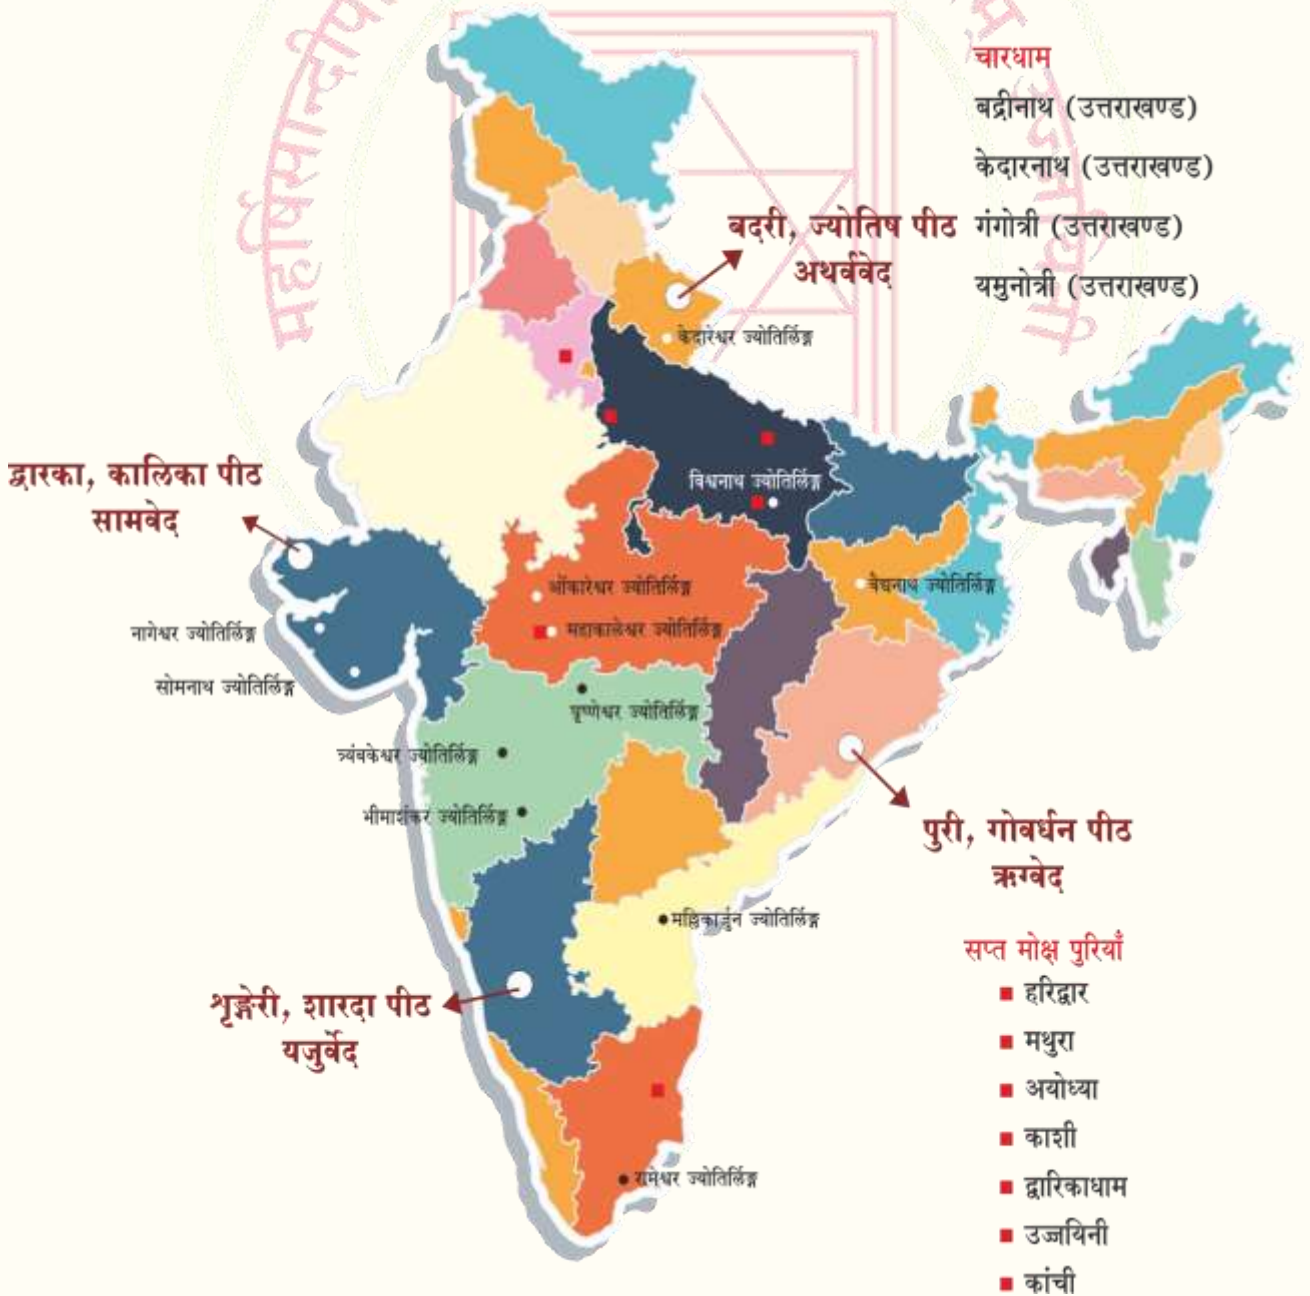 महर्षिसान्दीप
चारधाम
बद्रीनाथ (उत्तराखण्ड)
केदारनाथ (उत्तराखण्ड)
गंगोत्री (उत्तराखण्ड)
यमुनोत्री (उत्तराखण्ड)
बदरी, ज्योतिष पीठ
अथर्ववेद
केदारेश्वर ज्योतिर्लिङ्ग
द्वारका, कालिका पीठ
सामवेद
विश्वनाथ ज्योतिर्लिङ्ग
ओंकारेश्वर ज्योतिर्लिङ्ग
वैद्यनाथ ज्योतिर्लिङ्ग
नागेश्वर ज्योतिर्लिङ्ग
महाकालेश्वर ज्योतिर्लिङ्ग
सोमनाथ ज्योतिर्लिङ्ग
घृष्णेश्वर ज्योतिर्लिङ्ग
त्र्यंबकेश्वर ज्योतिर्लिङ्ग
भीमाशंकर ज्योतिर्लिङ्ग
पुरी, गोवर्धन पीठ
ऋग्वेद
मल्लिकार्जुन ज्योतिर्लिङ्ग
शृङ्गेरी, शारदा पीठ
यजुर्वेद
रामेश्वर ज्योतिर्लिङ्ग
सप्त मोक्ष पुरियाँ
हरिद्वार
मथुरा
अयोध्या
काशी
द्वारिकाधाम
उज्जयिनी
कांची